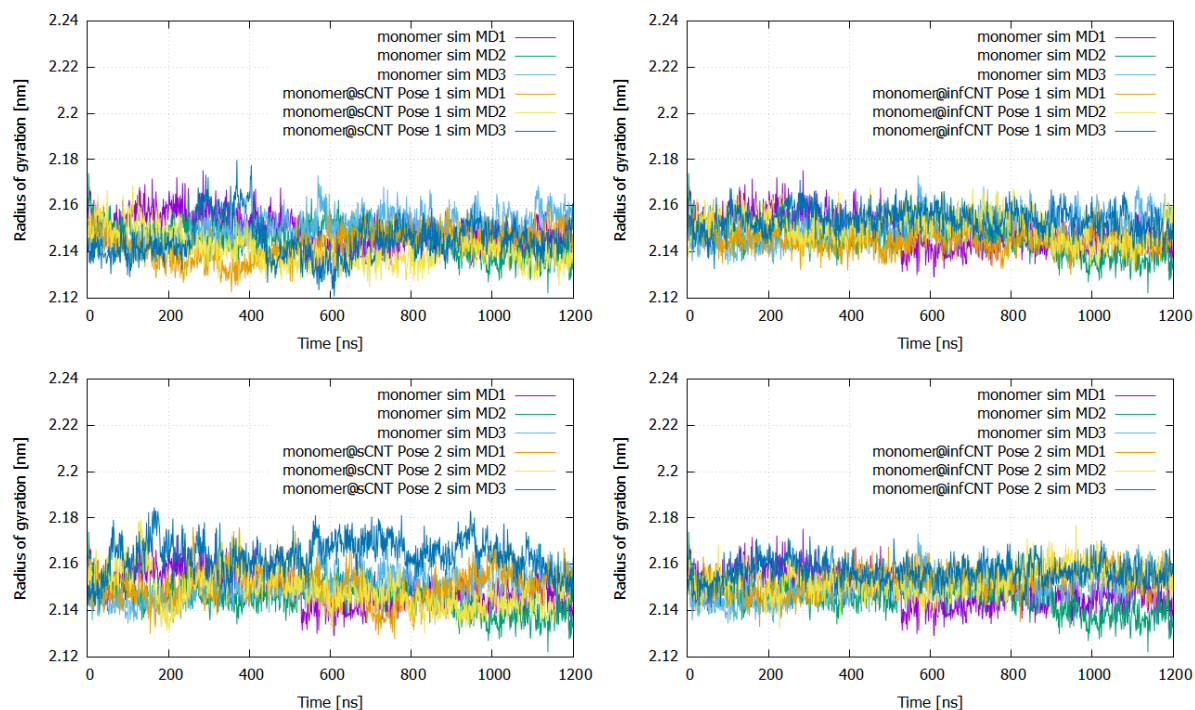 2.24
2.22
2.2
2.18
2.16
2.14
2.12
Radius of gyration [nm]
monomer sim MD1
monomer sim MD2
monomer sim MD3
monomer@sCNT Pose 1 sim MD1
monomer@sCNT Pose 1 sim MD2
monomer@sCNT Pose 1 sim MD3
0 200 400 600 800 1000 1200
Time [ns]
2.24
2.22
2.2
2.18
2.16
2.14
2.12
Radius of gyration [nm]
monomer sim MD1
monomer sim MD2
monomer sim MD3
monomer@infCNT Pose 1 sim MD1
monomer@infCNT Pose 1 sim MD2
monomer@infCNT Pose 1 sim MD3
0 200 400 600 800 1000 1200
Time [ns]
2.24
2.22
2.2
2.18
2.16
2.14
2.12
Radius of gyration [nm]
monomer sim MD1
monomer sim MD2
monomer sim MD3
monomer@sCNT Pose 2 sim MD1
monomer@sCNT Pose 2 sim MD2
monomer@sCNT Pose 2 sim MD3
0 200 400 600 800 1000 1200
Time [ns]
2.24
2.22
2.2
2.18
2.16
2.14
2.12
Radius of gyration [nm]
monomer sim MD1
monomer sim MD2
monomer sim MD3
monomer@infCNT Pose 2 sim MD1
monomer@infCNT Pose 2 sim MD2
monomer@infCNT Pose 2 sim MD3
0 200 400 600 800 1000 1200
Time [ns]